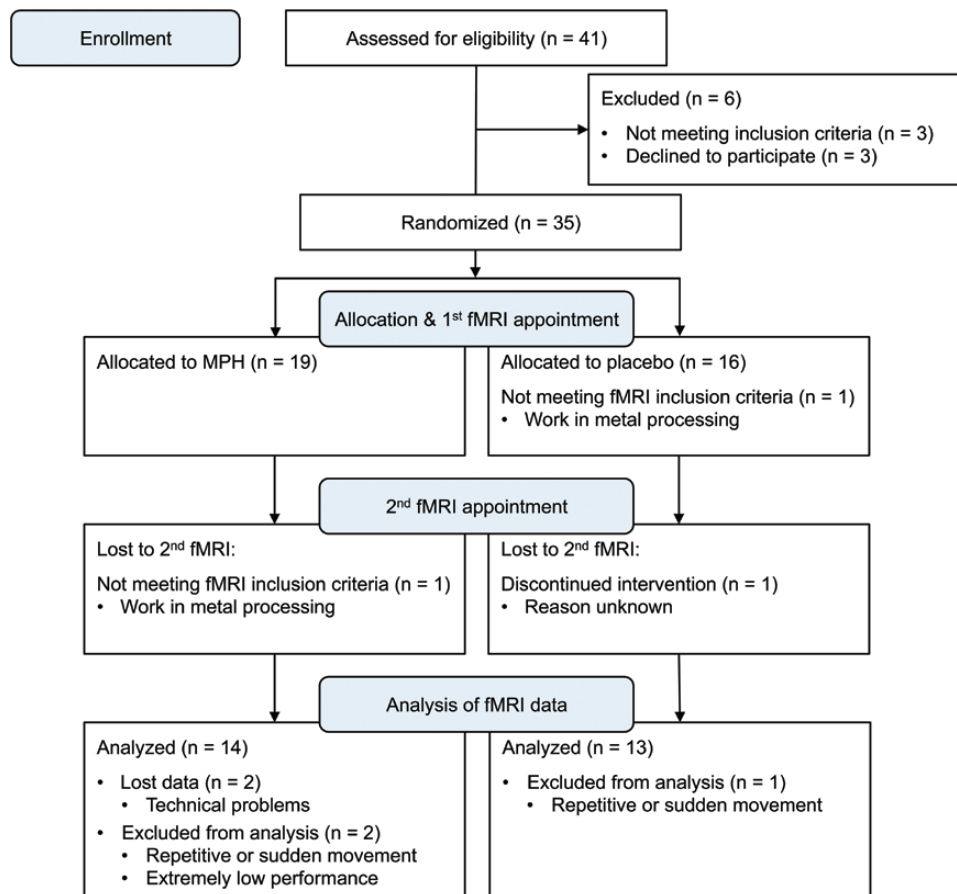 Enrollment
Assessed for eligibility (n = 41)
Excluded (n = 6)
• Not meeting inclusion criteria (n = 3)
• Declined to participate (n = 3)
Randomized (n = 35)
Allocation & 1st fMRI appointment
Allocated to MPH (n = 19)
Allocated to placebo (n = 16)
Not meeting fMRI inclusion criteria (n = 1)
• Work in metal processing
2nd fMRI appointment
Lost to 2nd fMRI:
Not meeting fMRI inclusion criteria (n = 1)
• Work in metal processing
Lost to 2nd fMRI:
Discontinued intervention (n = 1)
• Reason unknown
Analysis of fMRI data
Analyzed (n = 14)
• Lost data (n = 2)
• Technical problems
• Excluded from analysis (n = 2)
• Repetitive or sudden movement
• Extremely low performance
Analyzed (n = 13)
• Excluded from analysis (n = 1)
• Repetitive or sudden movement